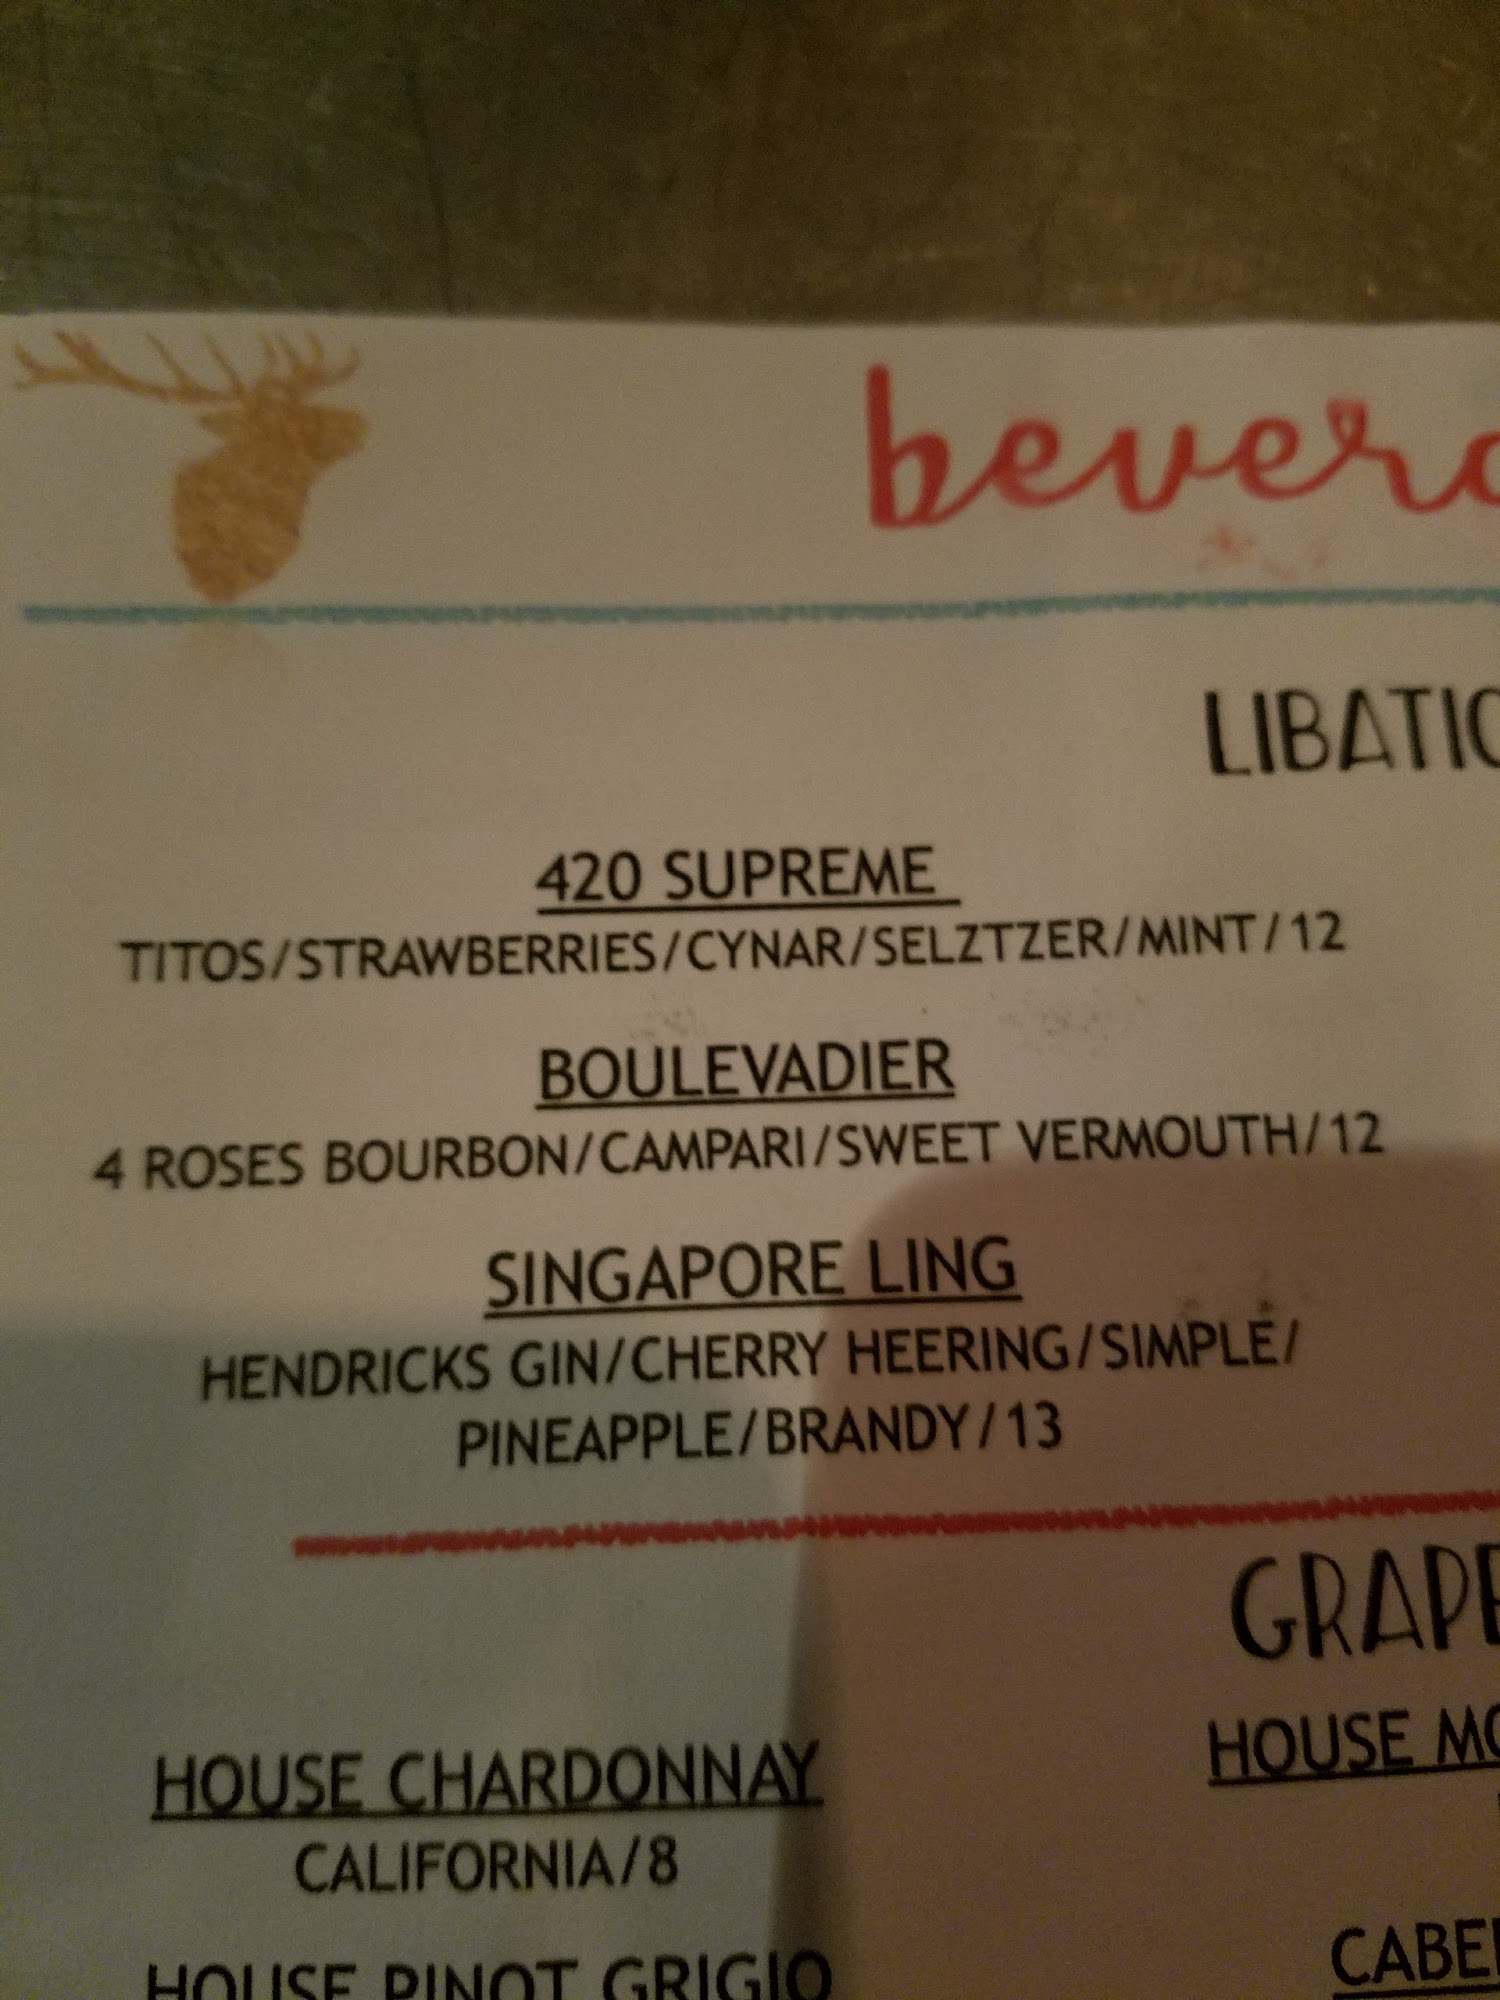 bevera
LIBATIO
420 SUPREME
TITOS/STRAWBERRIES/CYNAR/SELZTZER/MINT/12
BOULEVADIER
4 ROSES BOURBON/CAMPARI/SWEET VERMOUTH/12
SINGAPORE LING
HENDRICKS GIN/CHERRY HEERING/SIMPLE/
PINEAPPLE/BRANDY/13
GRAPE
HOUSE CHARDONNAY
CALIFORNIA/8
HOUSE PINOT GRIGIO
HOUSE MO
CABE